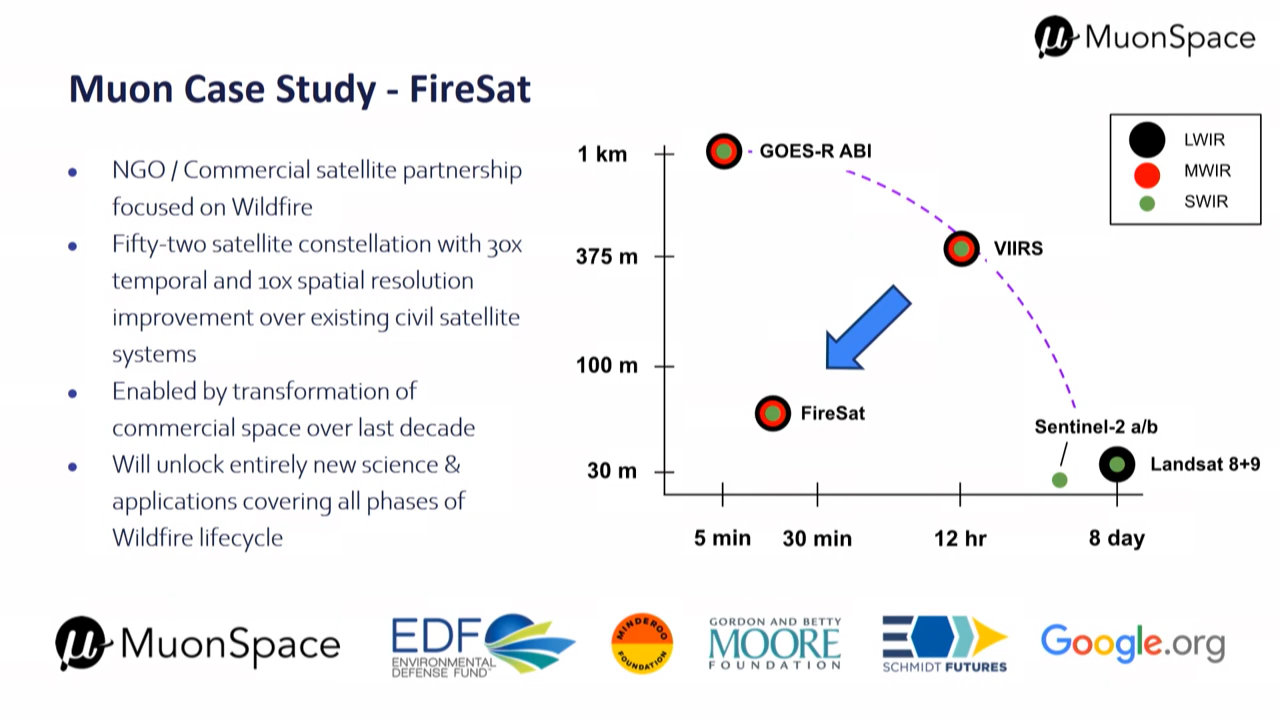 MuonSpace
Muon Case Study - FireSat
• NGO / Commercial satellite partnership
focused on Wildfire
• Fifty-two satellite constellation with 30x
temporal and 10x spatial resolution
improvement over existing civil satellite
systems
• Enabled by transformation of
commercial space over last decade
• Will unlock entirely new science &
applications covering all phases of
Wildfire lifecycle
1 km
375 m
100 m
30 m
GOES-R ABI
VIIRS
FireSat
Sentinel-2 a/b
Landsat 8+9
5 min
30 min
12 hr
8 day
LWIR
MWIR
SWIR
μ MuonSpace
EDF
ENVIRONMENTAL
DEFENSE FUND™
MINDEROO
FOUNDATION
GORDON AND BETTY
MOORE
FOUNDATION
SCHMIDT FUTURES
Google.org